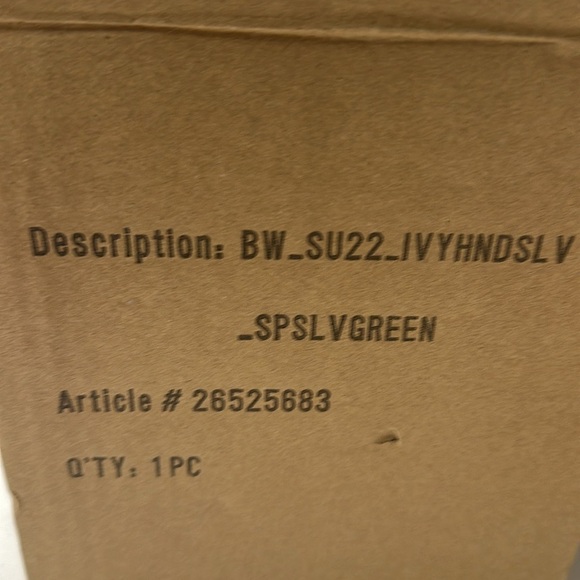 Description: BW_SU22_IVYHNDSLV
_SPSLVGREEN
Article # 26525683
Q'TY: 1PC